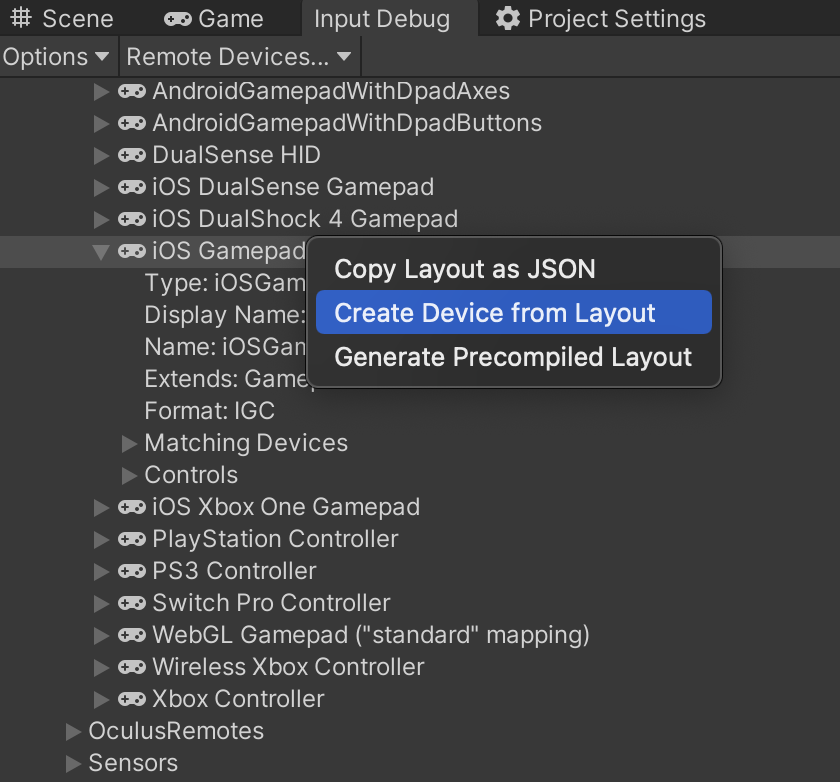 Scene Game Input Debug Project Settings
Options Remote Devices...
AndroidGamepadWithDpadAxes
AndroidGamepadWithDpadButtons
DualSense HID
iOS DualSense Gamepad
iOS DualShock 4 Gamepad
iOS Gamepad
Copy Layout as JSON
Type: iOSGam
Display Name:
Create Device from Layout
Name: iOSGam
Generate Precompiled Layout
Extends: Gamep
Format: IGC
Matching Devices
Controls
iOS Xbox One Gamepad
PlayStation Controller
PS3 Controller
Switch Pro Controller
WebGL Gamepad ("standard" mapping)
Wireless Xbox Controller
Xbox Controller
OculusRemotes
Sensors